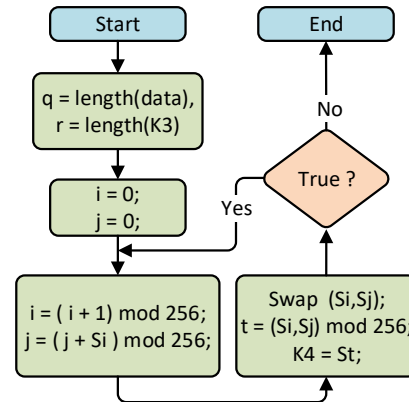 Start
End
q = length(data),
r = length(K3)
No
True ?
i = 0;
j = 0;
Yes
i = ( i + 1) mod 256;
j = ( j + Si ) mod 256;
Swap (Si,Sj);
t = (Si,Sj) mod 256;
K4 = St;